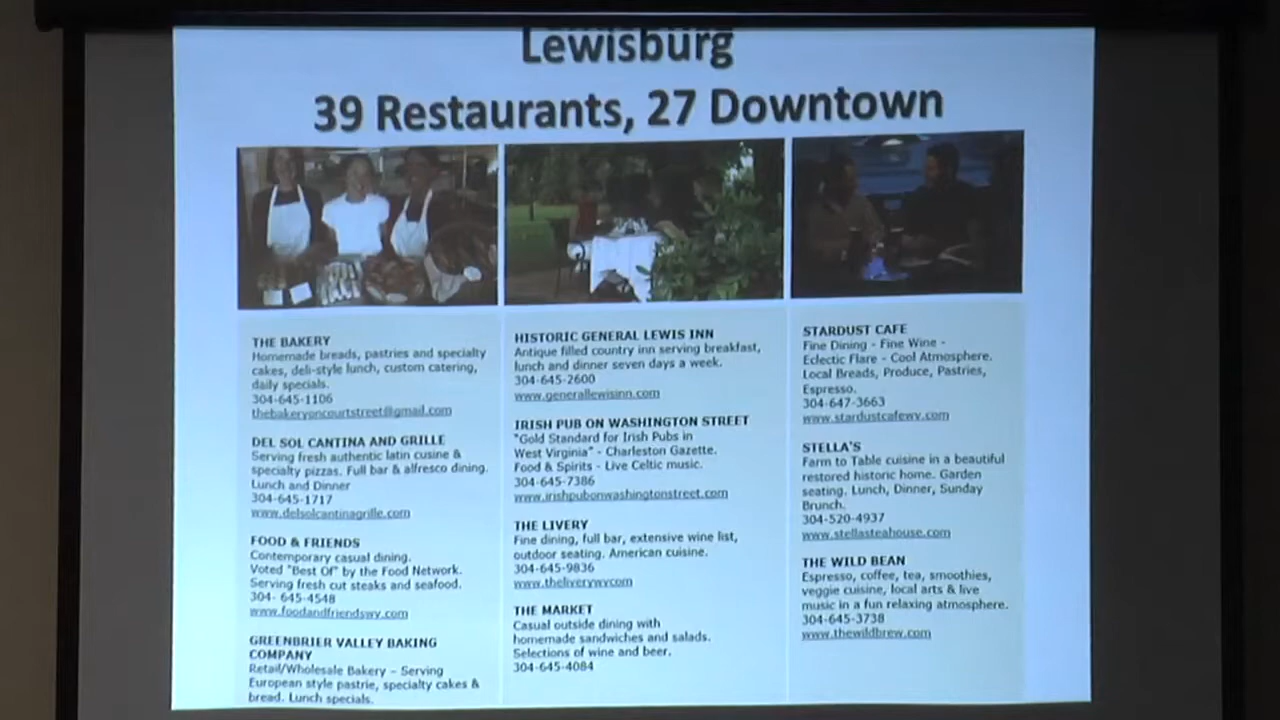 Lewisburg
39 Restaurants, 27 Downtown
THE BAKERY
Homemade breads, pastries and specialty
cakes, deli-style lunch, custom catering,
daily specials.
304-645-1106
thebakeryoncourtstreet@gmail.com
DEL SOL CANTINA AND GRILLE
Serving fresh authentic latin cusine &
specialty pizzas. Full bar & alfresco dining.
Lunch and Dinner
304-645-1717
www.delsolcantinagrille.com
FOOD & FRIENDS
Contemporary casual dining.
Voted "Best Of" by the Food Network.
Serving fresh cut steaks and seafood.
304- 645-4548
www.foodandfriendswv.com
GREENBRIER VALLEY BAKING
COMPANY
Retail/Wholesale Bakery - Serving
European style pastrie, specialty cakes &
bread. Lunch specials.
HISTORIC GENERAL LEWIS INN
Antique filled country inn serving breakfast,
lunch and dinner seven days a week.
304-645-2600
www.generallewisinn.com
IRISH PUB ON WASHINGTON STREET
"Gold Standard for Irish Pubs in
West Virginia" - Charleston Gazette.
Food & Spirits - Live Celtic music.
304-645-7386
www.irishpubonwashingtonstreet.com
THE LIVERY
Fine dining, full bar, extensive wine list,
outdoor seating. American cuisine.
304-645-9836
www.theliverywv.com
THE MARKET
Casual outside dining with
homemade sandwiches and salads.
Selections of wine and beer.
304-645-4084
STARDUST CAFE
Fine Dining - Fine Wine -
Eclectic Flare - Cool Atmosphere.
Local Breads, Produce, Pastries,
Espresso.
304-647-3663
www.stardustcafewv.com
STELLA'S
Farm to Table cuisine in a beautiful
restored historic home. Garden
seating. Lunch, Dinner, Sunday
Brunch.
304-520-4937
www.stellasteahouse.com
THE WILD BEAN
Espresso, coffee, tea, smoothies,
veggie cuisine, local arts & live
music in a fun relaxing atmosphere.
304-645-3738
www.thewildbrew.com